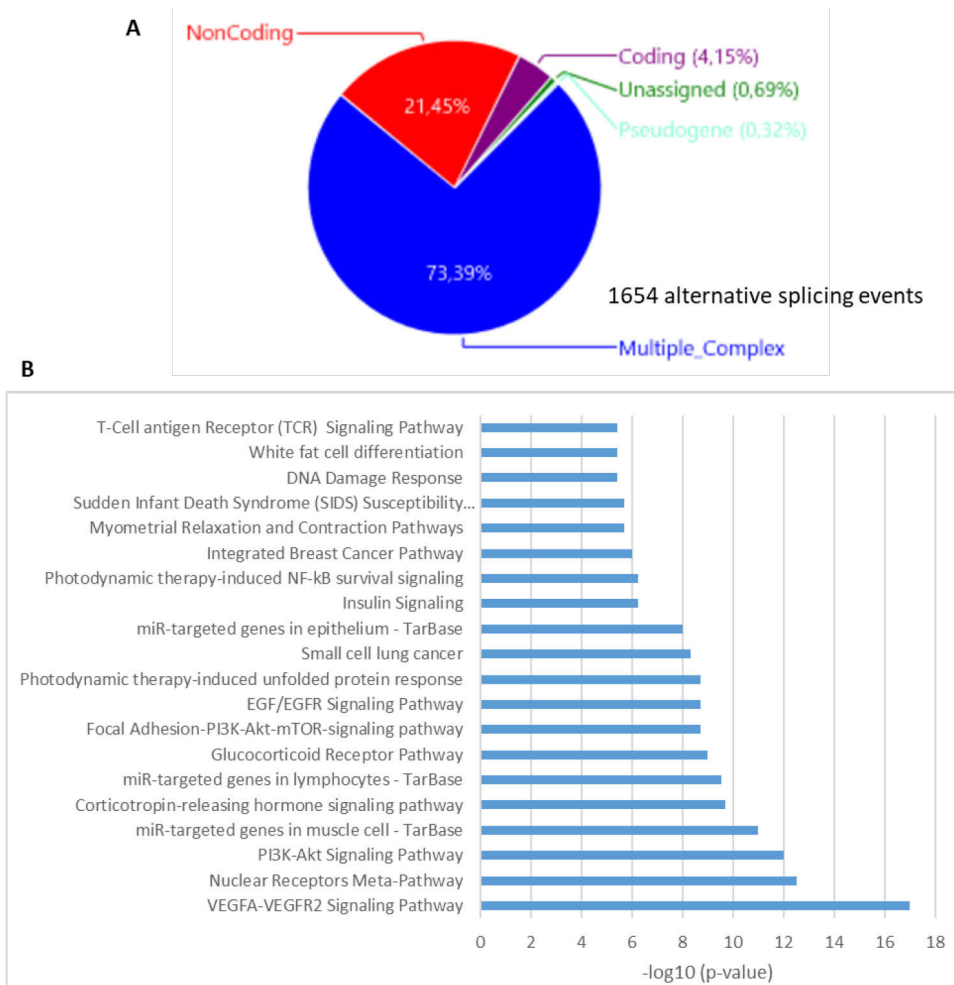 A
NonCoding
Coding (4,15%)
Unassigned (0,69%)
21,45%
Pseudogene (0,32%)
73,39%
1654 alternative splicing events
Multiple_Complex
B
T-Cell antigen Receptor (TCR)  Signaling Pathway
White fat cell differentiation
DNA Damage Response
Sudden Infant Death Syndrome (SIDS) Susceptibility...
Myometrial Relaxation and Contraction Pathways
Integrated Breast Cancer Pathway
Photodynamic therapy-induced NF-kB survival signaling
Insulin Signaling
miR-targeted genes in epithelium - TarBase
Small cell lung cancer
Photodynamic therapy-induced unfolded protein response
EGF/EGFR Signaling Pathway
Focal Adhesion-PI3K-Akt-mTOR-signaling pathway
Glucocorticoid Receptor Pathway
miR-targeted genes in lymphocytes - TarBase
Corticotropin-releasing hormone signaling pathway
miR-targeted genes in muscle cell - TarBase
PI3K-Akt Signaling Pathway
Nuclear Receptors Meta-Pathway
VEGFA-VEGFR2 Signaling Pathway
0 2 4 6 8 10 12 14 16 18
-log10 (p-value)